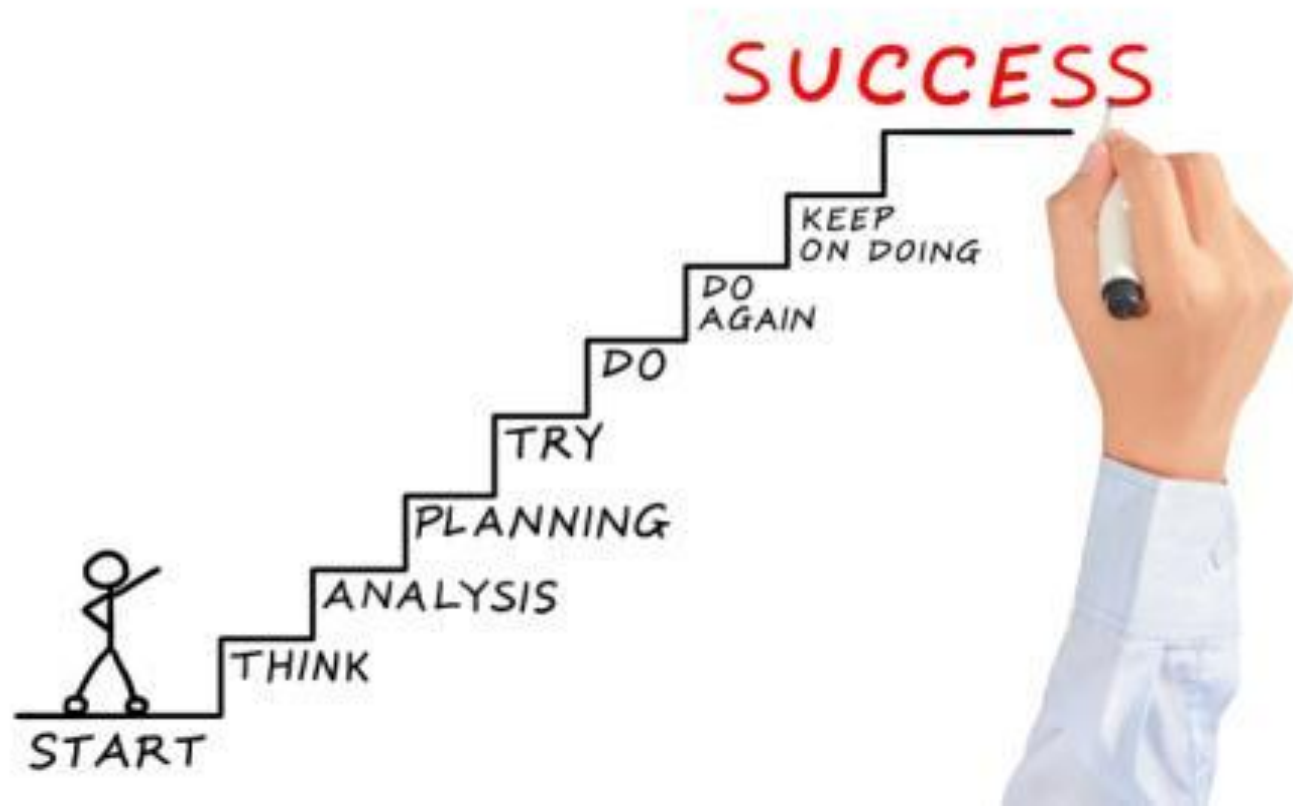 SUCCESS
KEEP
ON DOING
DO
AGAIN
DO
TRY
PLANNING
ANALYSIS
THINK
START